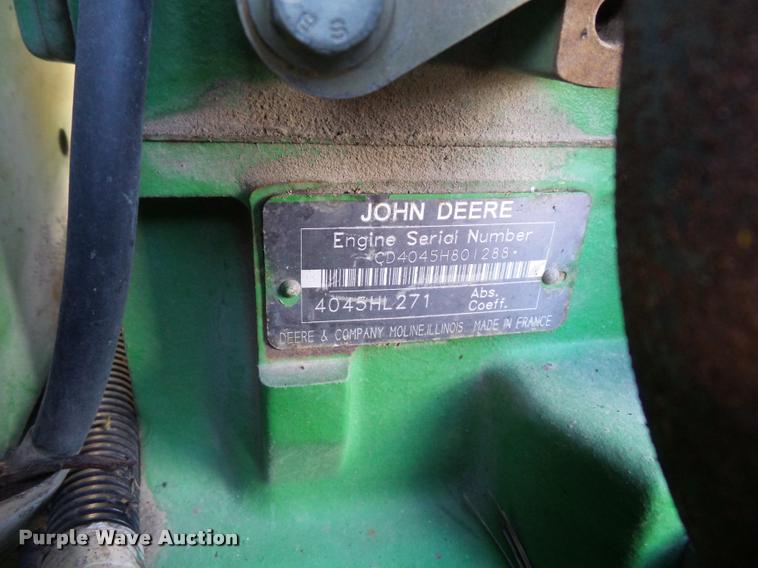 JOHN DEERE
Engine Serial Number
*CD4045H801288*
4045HL271
Abs.
Coeff.
DEERE & COMPANY MOLINE,ILLINOIS MADE IN FRANCE
Purple Wave Auction